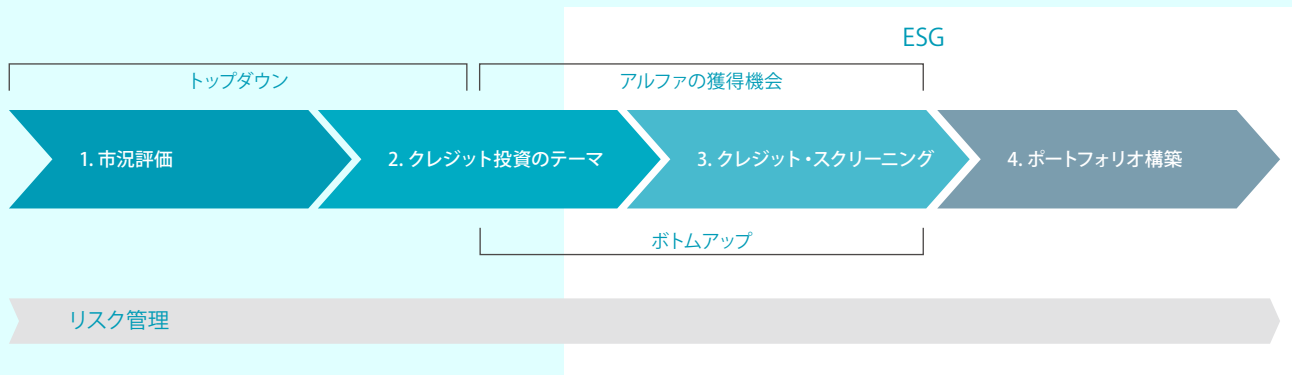 ESG
トップダウン
アルファの獲得機会
1. 市況評価
2. クレジット投資のテーマ
3. クレジット・スクリーニング
4. ポートフォリオ構築
ボトムアップ
リスク管理